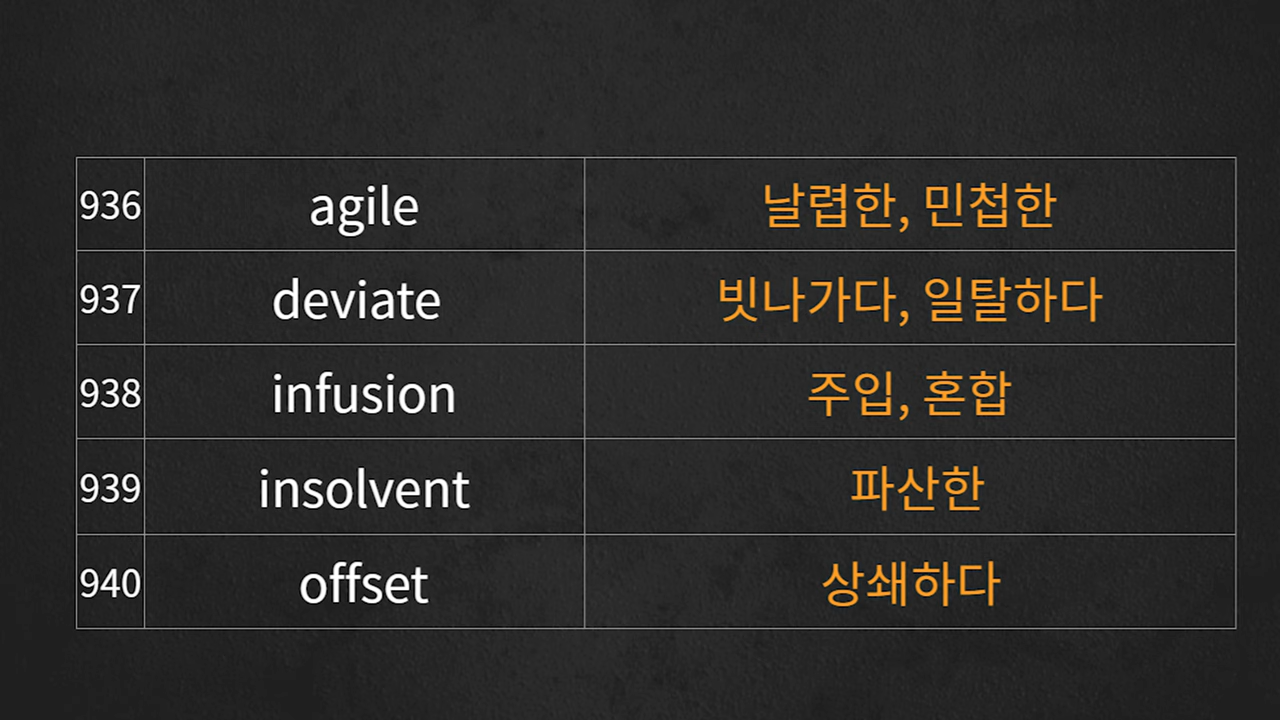 936 agile 날렵한, 민첩한
937 deviate 빗나가다, 일탈하다
938 infusion 주입, 혼합
939 insolvent 파산한
940 offset 상쇄하다